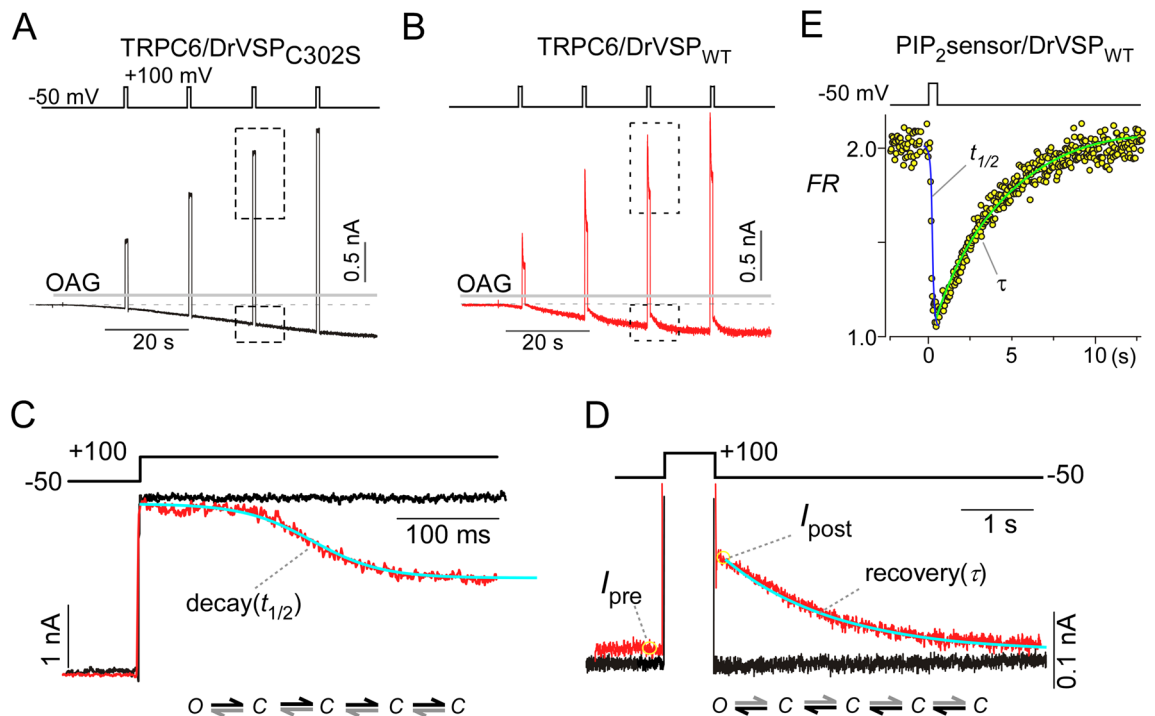 A
TRPC6/DrVSPC302S
+100 mV
-50 mV
OAG
0.5 nA
20 s
B
TRPC6/DrVSPWT
OAG
0.5 nA
20 s
E
PIP2sensor/DrVSPWT
-50 mV
2.0
FR
t1/2
τ
1.0
0 5 10 (s)
C
+100
-50
100 ms
decay(t1/2)
1 nA
O C C C C
D
+100
-50
1 s
Ipost
Ipre
recovery(τ)
0.1 nA
O C C C C